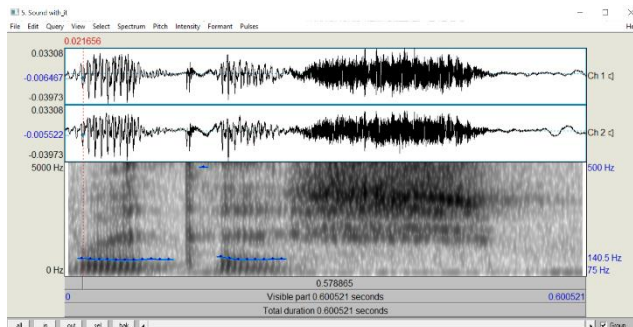 5. Sound with_it
File Edit Query View Select Spectrum Pitch Intensity Formant Pulses He
0.021656
0.03308
-0.006467
-0.03973
Ch 1
0.03308
-0.005522
-0.03973
Ch 2
5000 Hz
500 Hz
140.5 Hz
0 Hz
75 Hz
0.578865
0 Visible part 0.600521 seconds 0.600521
Total duration 0.600521 seconds
all in out sel bak Group